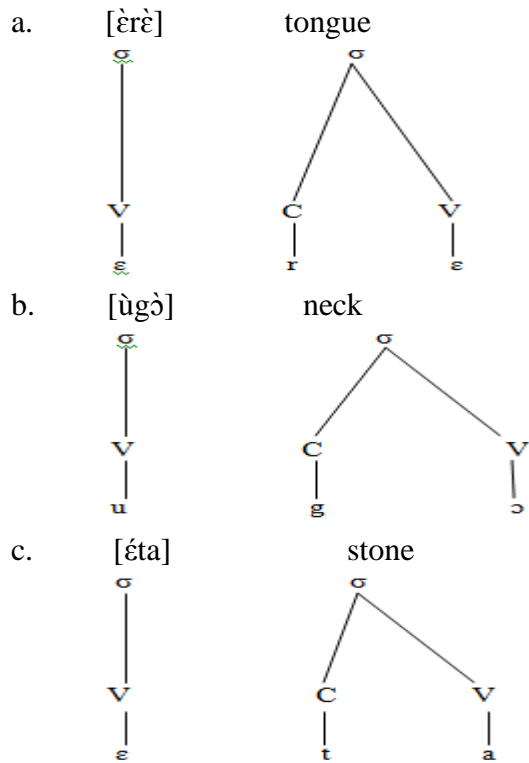 a. [ɛ̀rɛ̀] tongue
σ σ
V C V
ɛ r ɛ
b. [ùgɔ̀] neck
σ σ
V C V
u g ɔ
c. [ɛ́ta] stone
σ σ
V C V
ɛ t a